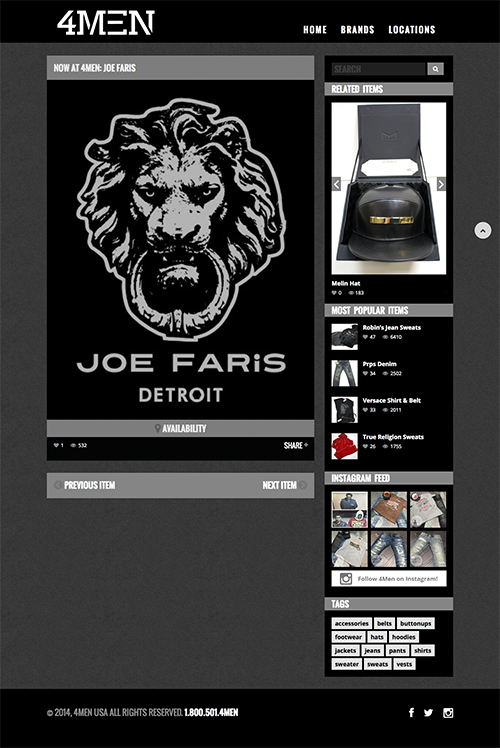 4MEN
HOME BRANDS LOCATIONS
NOW AT 4MEN: JOE FARIS
JOE FARiS
DETROIT
AVAILABILITY
1 532
SHARE +
PREVIOUS ITEM
NEXT ITEM
SEARCH
RELATED ITEMS
Melin Hat
0 183
MOST POPULAR ITEMS
Robin's Jean Sweats
47 6410
Prps Denim
34 2502
Versace Shirt & Belt
33 2011
True Religion Sweats
26 1755
INSTAGRAM FEED
Follow 4Men on Instagram!
TAGS
accessories belts buttonups
footwear hats hoodies
jackets jeans pants shirts
sweater sweats vests
© 2014, 4MEN USA ALL RIGHTS RESERVED. 1.800.501.4MEN